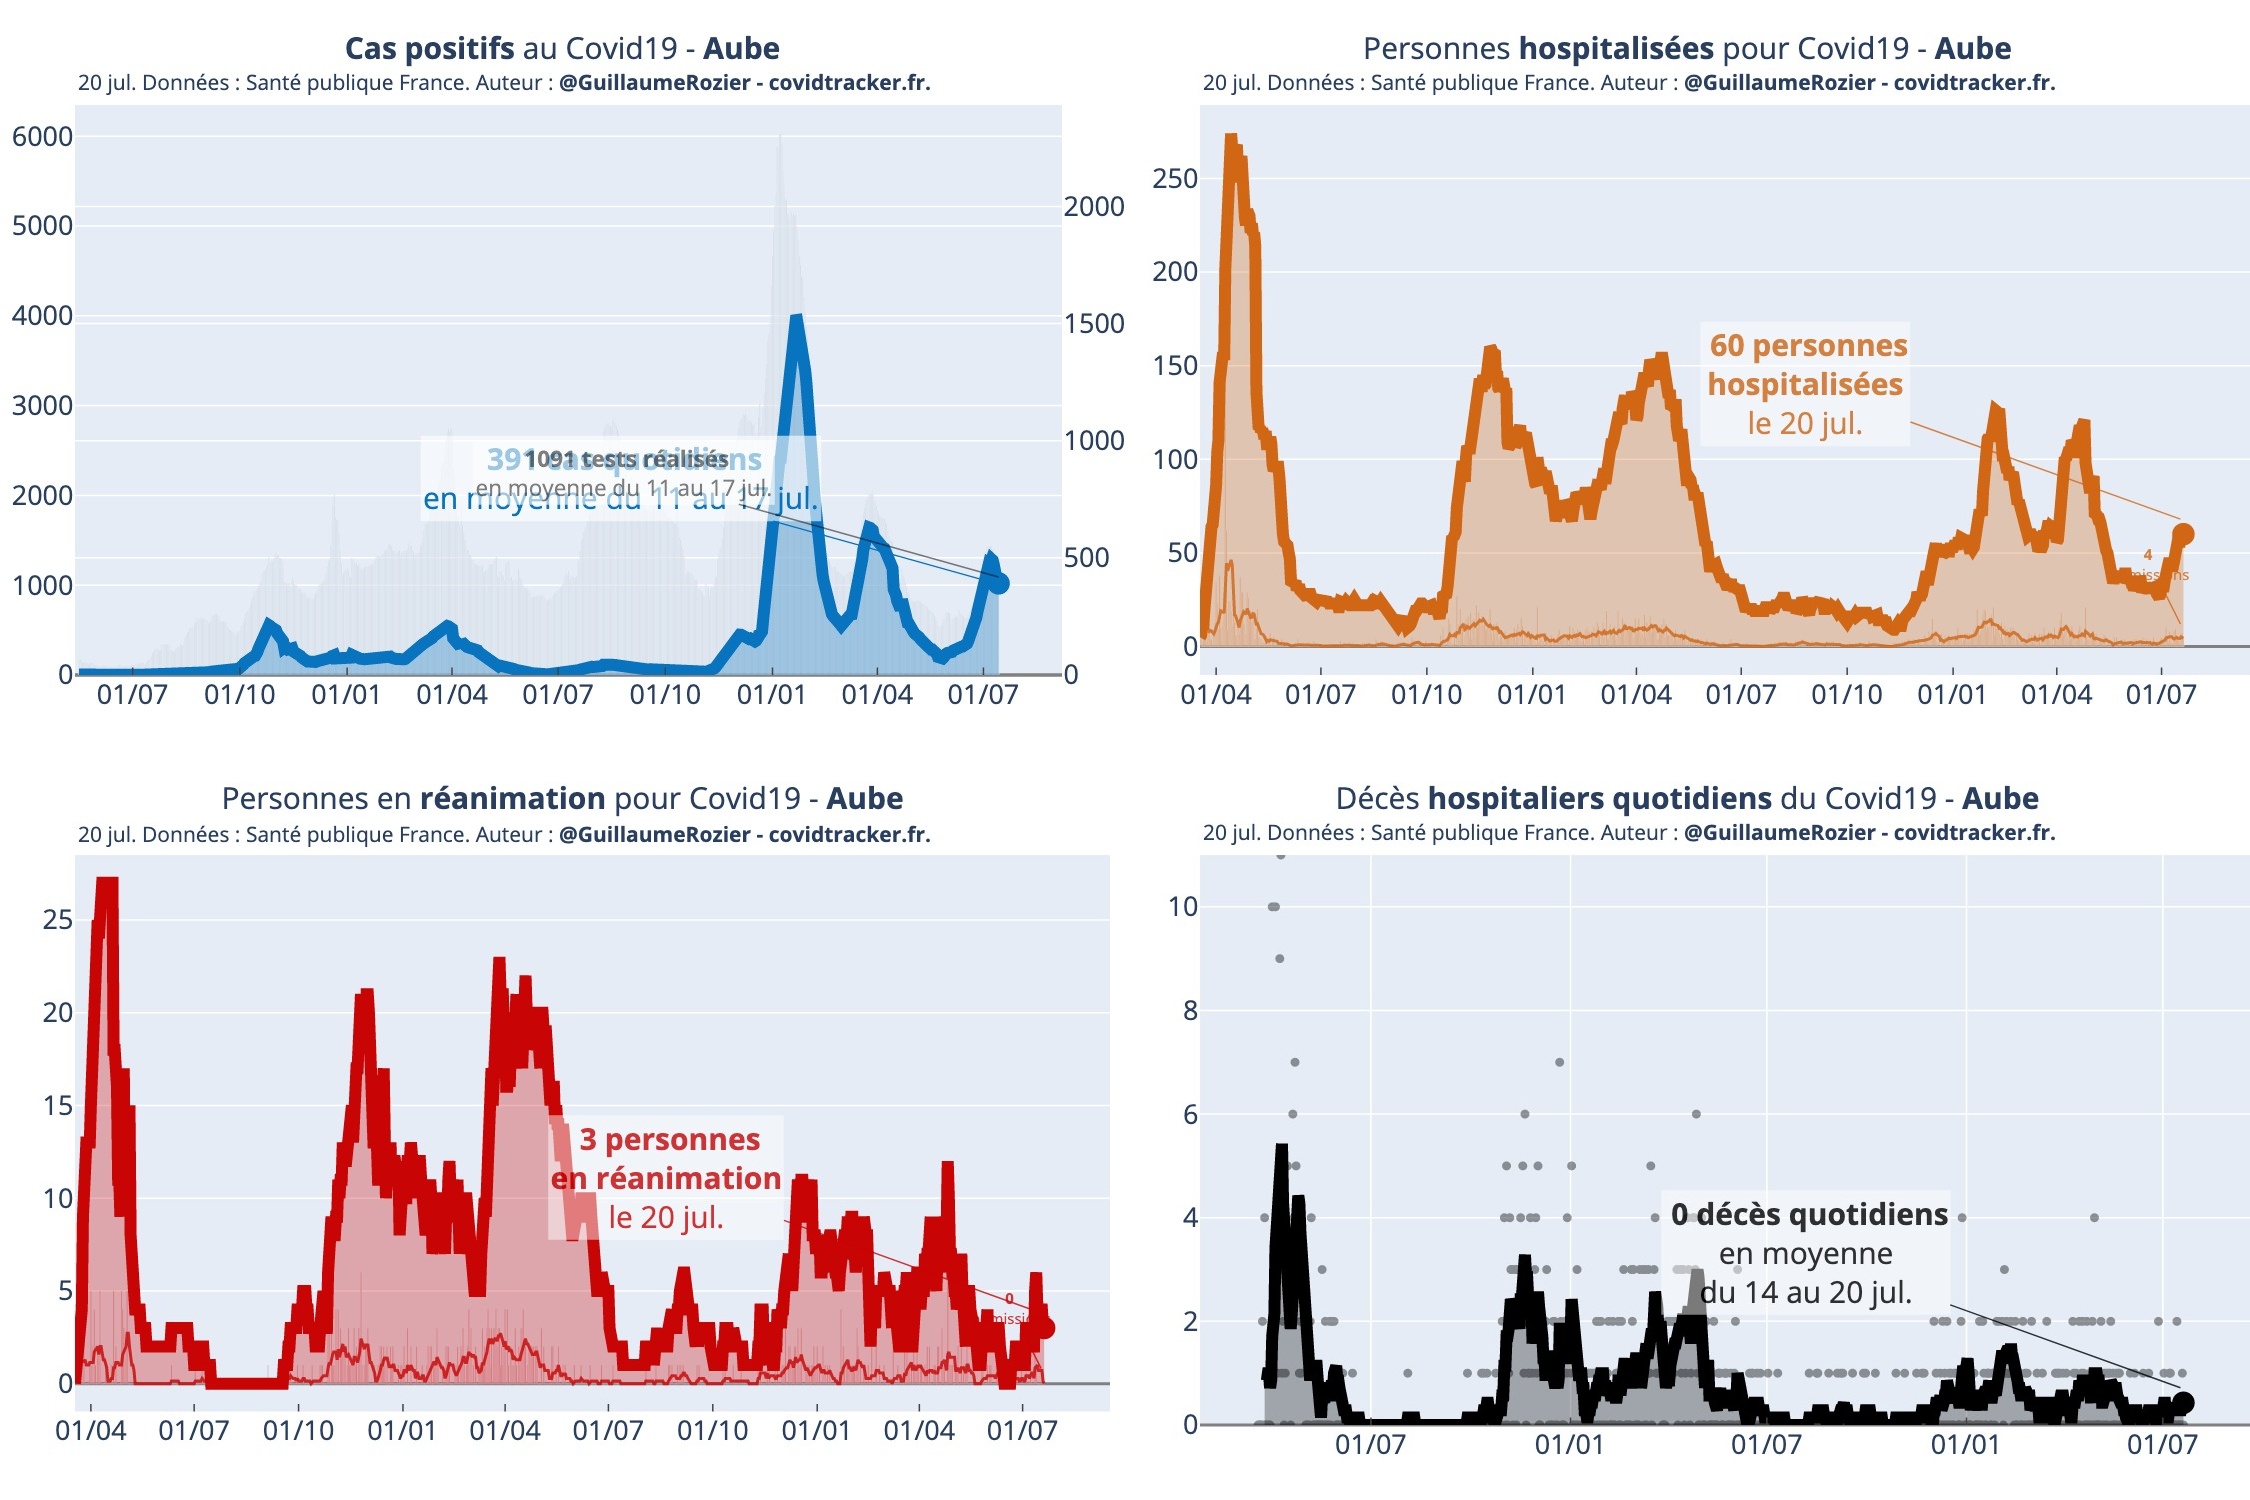 Cas positifs au Covid19 - Aube
20 jul. Données : Santé publique France. Auteur : @GuillaumeRozier - covidtracker.fr.
6000
5000
4000
3000
2000
1000
0
2000
1500
1000
500
0
391 cas quotidiens
en moyenne du 11 au 17 jul.
1091 tests réalisés
en moyenne du 11 au 17 jul.
01/07 01/10 01/01 01/04 01/07 01/10 01/01 01/04 01/07
Personnes hospitalisées pour Covid19 - Aube
20 jul. Données : Santé publique France. Auteur : @GuillaumeRozier - covidtracker.fr.
250
200
150
100
50
0
60 personnes
hospitalisées
le 20 jul.
4
01/04 01/07 01/10 01/01 01/04 01/07 01/10 01/01 01/04 01/07
Personnes en réanimation pour Covid19 - Aube
20 jul. Données : Santé publique France. Auteur : @GuillaumeRozier - covidtracker.fr.
25
20
15
10
5
0
3 personnes
en réanimation
le 20 jul.
0
01/04 01/07 01/10 01/01 01/04 01/07 01/10 01/01 01/04 01/07
Décès hospitaliers quotidiens du Covid19 - Aube
20 jul. Données : Santé publique France. Auteur : @GuillaumeRozier - covidtracker.fr.
10
8
6
4
2
0
0 décès quotidiens
en moyenne
du 14 au 20 jul.
01/07 01/01 01/07 01/01 01/07